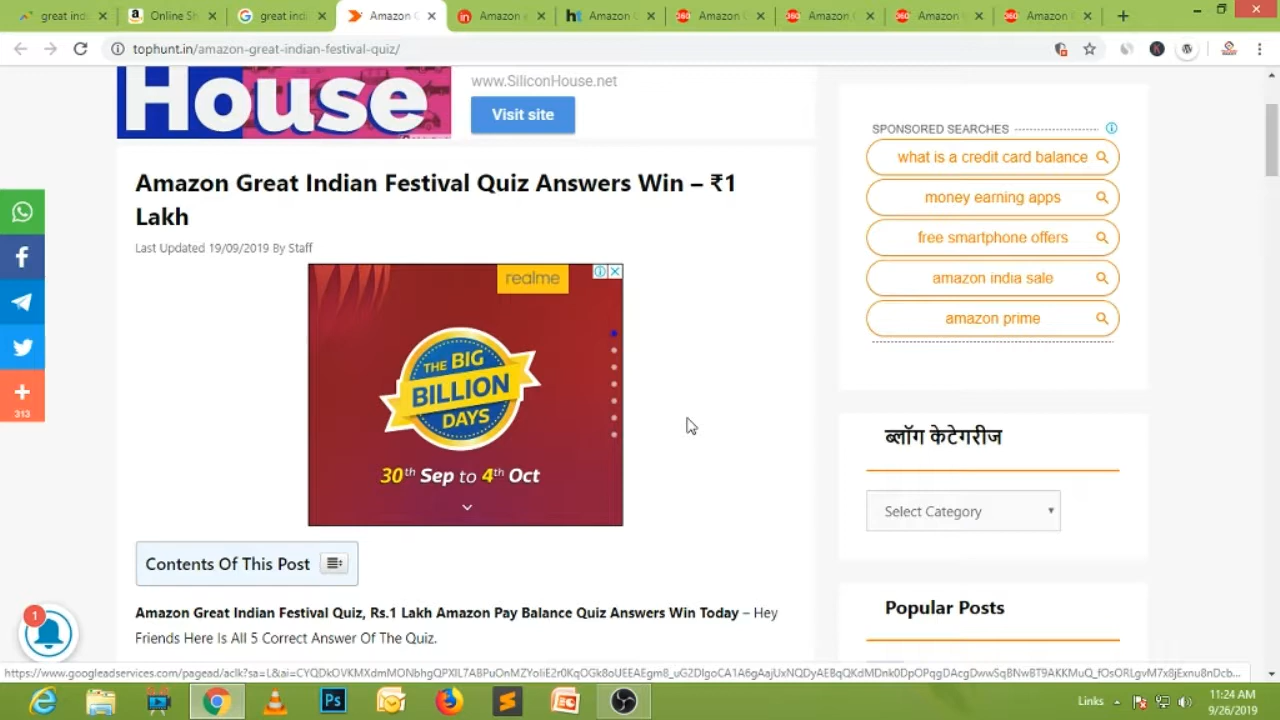 great ind
Online Sh
great indi
Amazon G
Amazon
ht Amazon
Amazon
Amazon
Amazon
Amazon
tophunt.in/amazon-great-indian-festival-quiz/
House
www.SiliconHouse.net
Visit site
Amazon Great Indian Festival Quiz Answers Win – ₹1
Lakh
Last Updated 19/09/2019 By Staff
realme
THE BIG
BILLION
DAYS
30th Sep to 4th Oct
Contents Of This Post
Amazon Great Indian Festival Quiz, Rs.1 Lakh Amazon Pay Balance Quiz Answers Win Today – Hey
Friends Here Is All 5 Correct Answer Of The Quiz.
313
1
SPONSORED SEARCHES
what is a credit card balance
money earning apps
free smartphone offers
amazon india sale
amazon prime
ब्लॉग केटेगरीज
Select Category
Popular Posts
Ps
Links
11:24 AM
9/26/2019